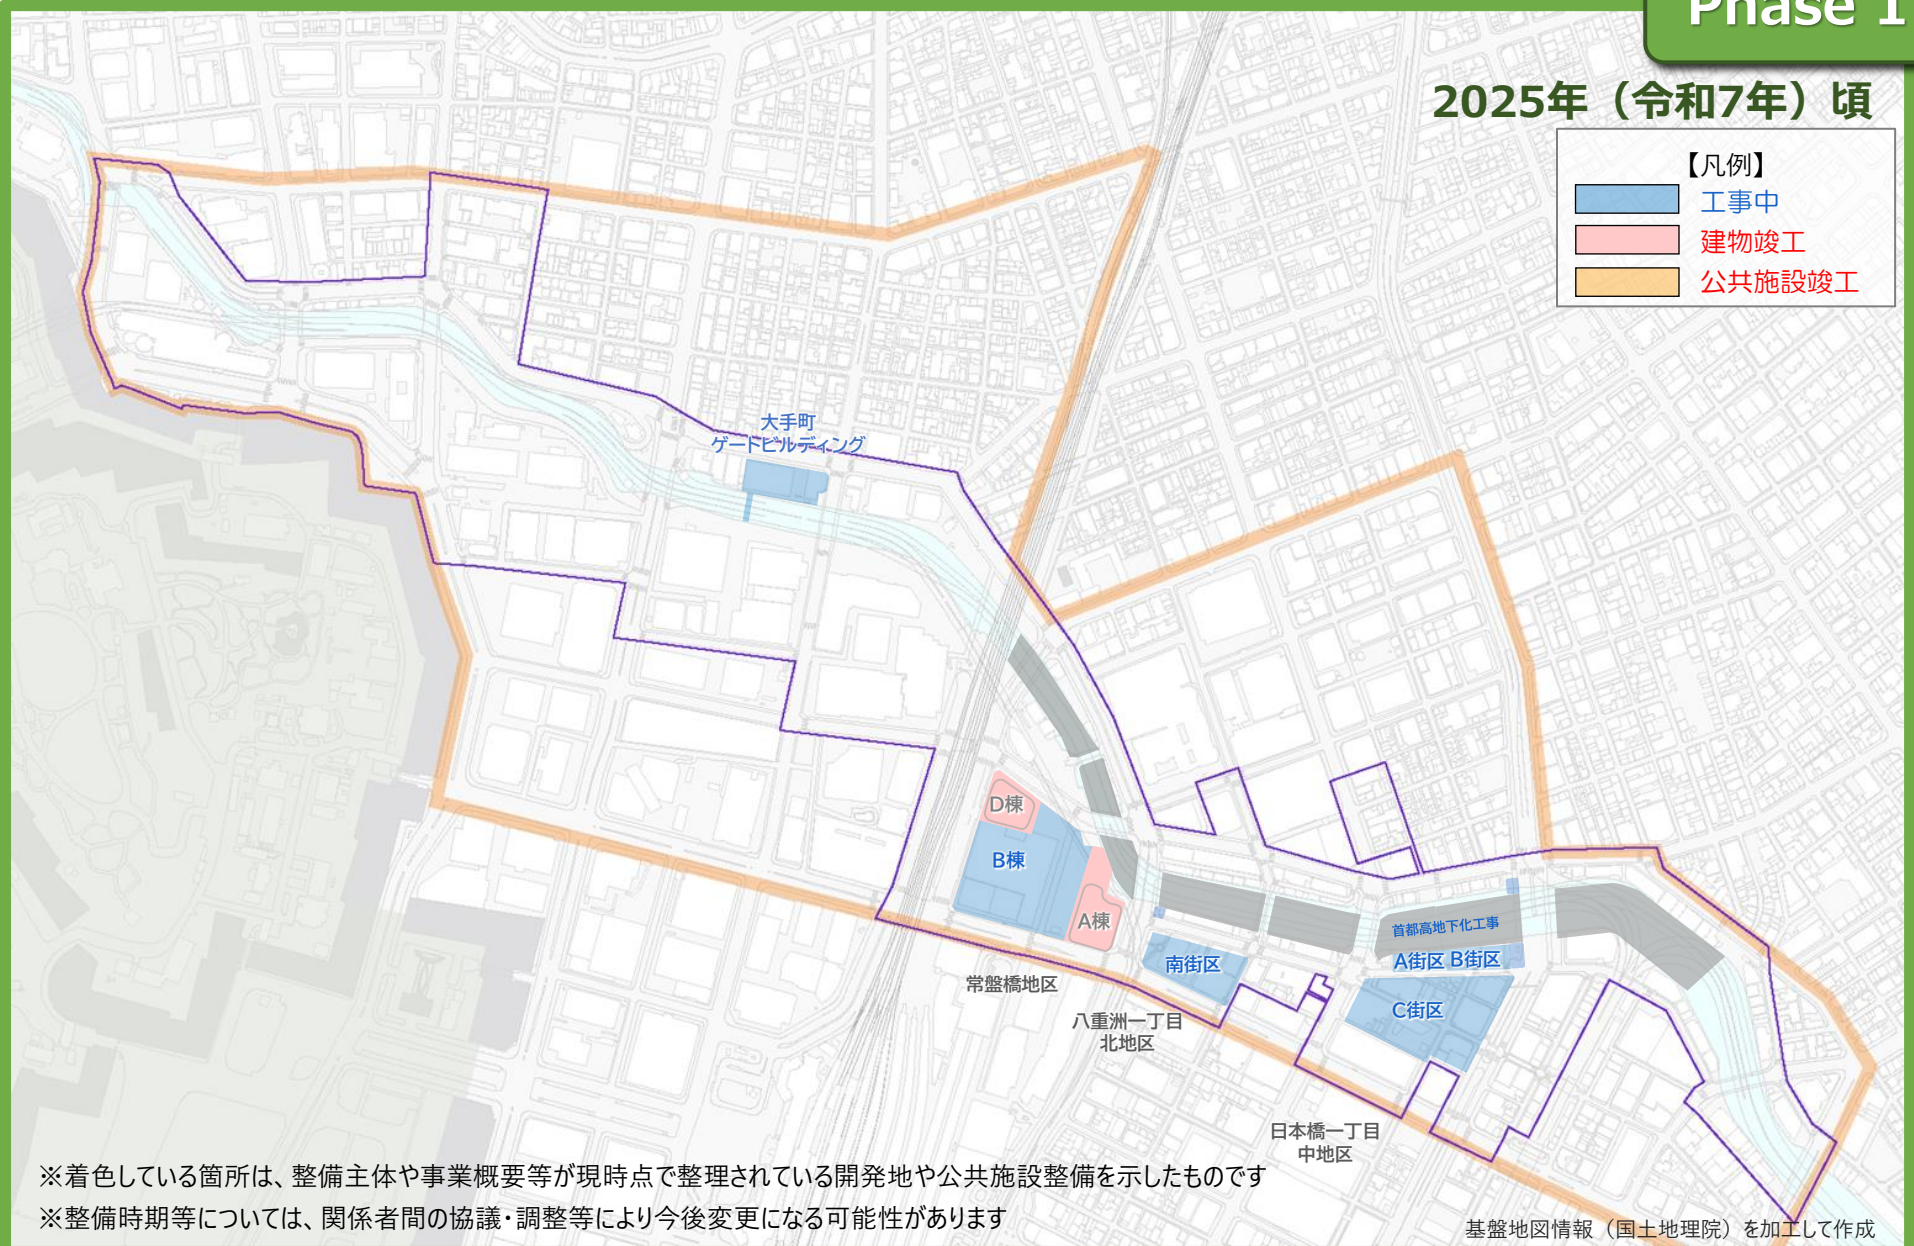 Phase 1
2025年（令和7年）頃
【凡例】
工事中
建物竣工
公共施設竣工
大手町
ゲートビルディング
D棟
B棟
A棟
首都高地下化工事
南街区
A街区 B街区
C街区
常盤橋地区
八重洲一丁目
北地区
日本橋一丁目
中地区
※着色している箇所は、整備主体や事業概要等が現時点で整理されている開発地や公共施設整備を示したものです
※整備時期等については、関係者間の協議・調整等により今後変更になる可能性があります
基盤地図情報（国土地理院）を加工して作成